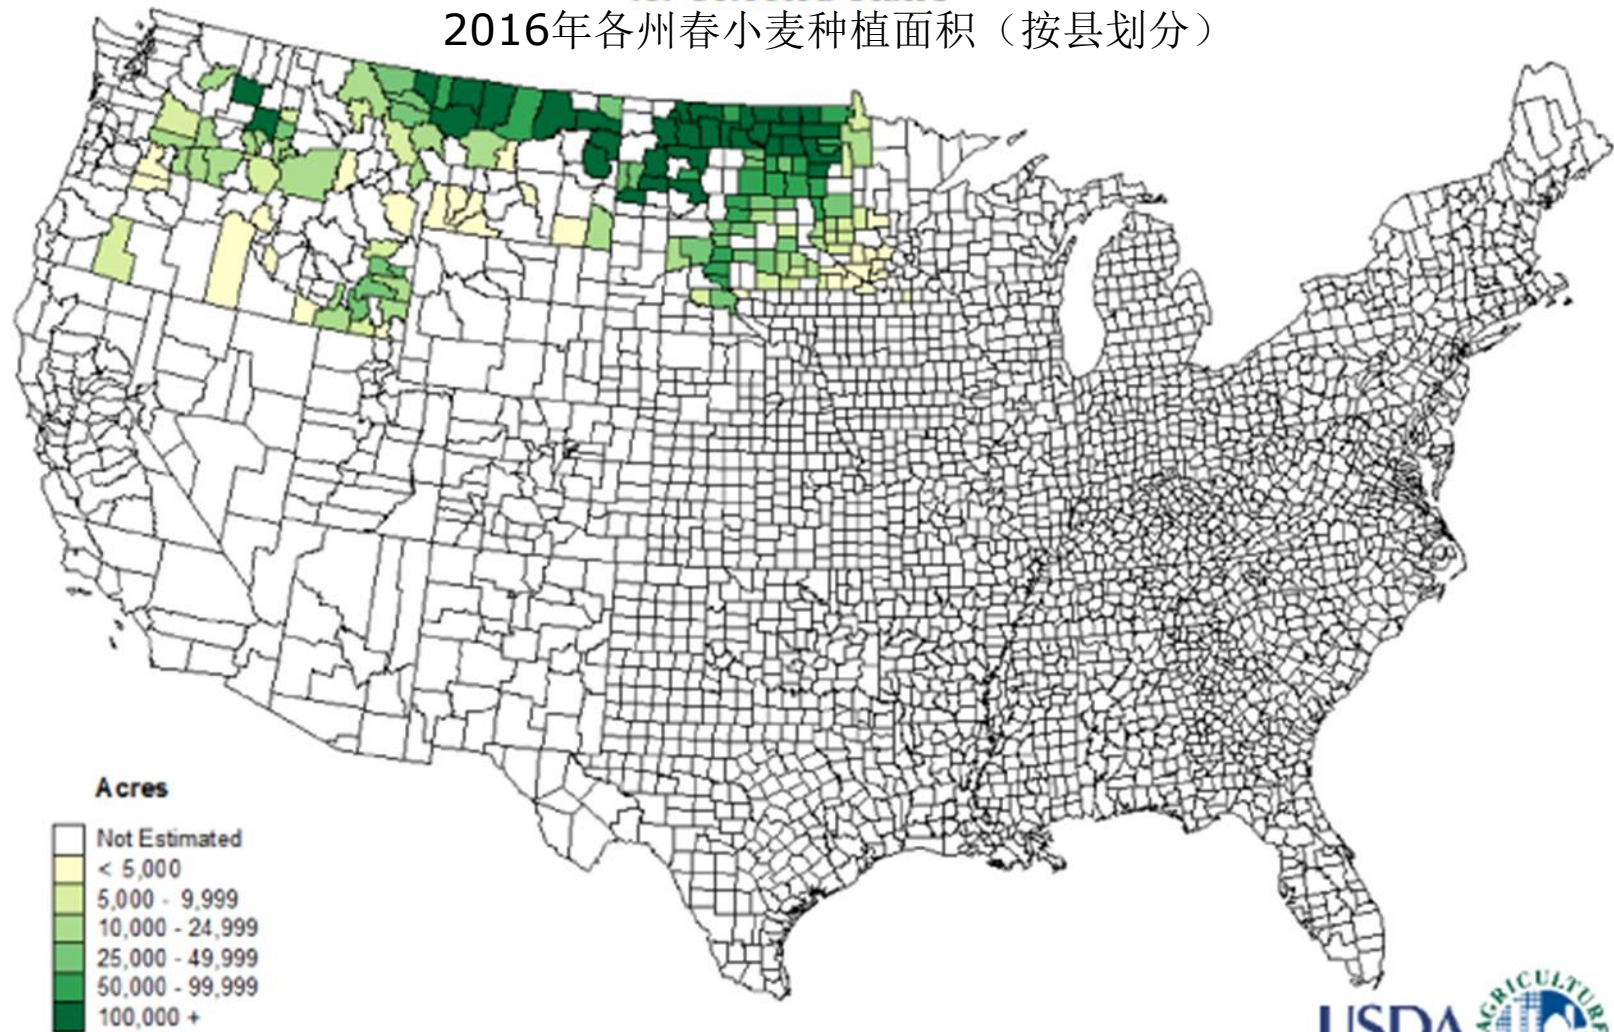 2016年各州春小麦种植面积（按县划分）
Acres
Not Estimated
< 5,000
5,000 - 9,999
10,000 - 24,999
25,000 - 49,999
50,000 - 99,999
100,000 +
USDA
AGRICULTURE